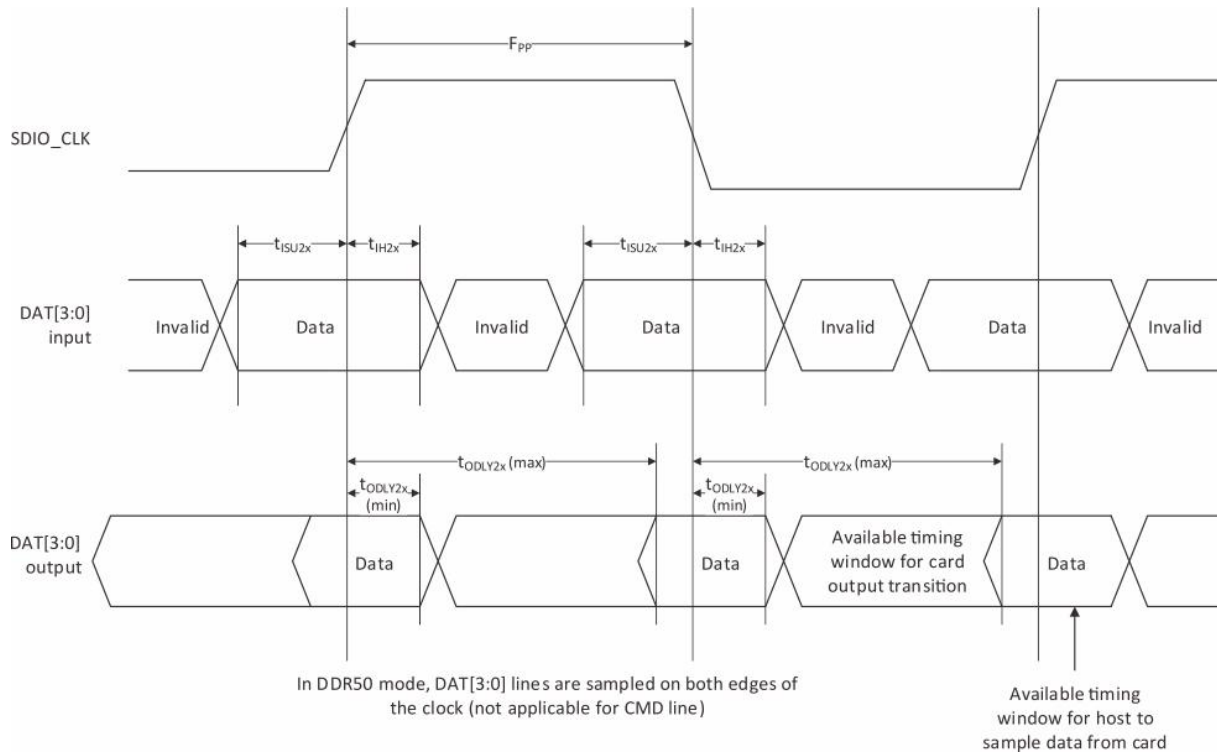 F_PP
SDIO_CLK
t_ISU2x
t_IH2x
t_ISU2x
t_IH2x
DAT[3:0]
input
Invalid
Data
Invalid
Data
Invalid
Data
Invalid
t_ODLY2x (max)
t_ODLY2x (max)
t_ODLY2x
(min)
t_ODLY2x
(min)
DAT[3:0]
output
Data
Data
Available timing
window for card
output transition
Data
In DDR50 mode, DAT[3:0] lines are sampled on both edges of
the clock (not applicable for CMD line)
Available timing
window for host to
sample data from card